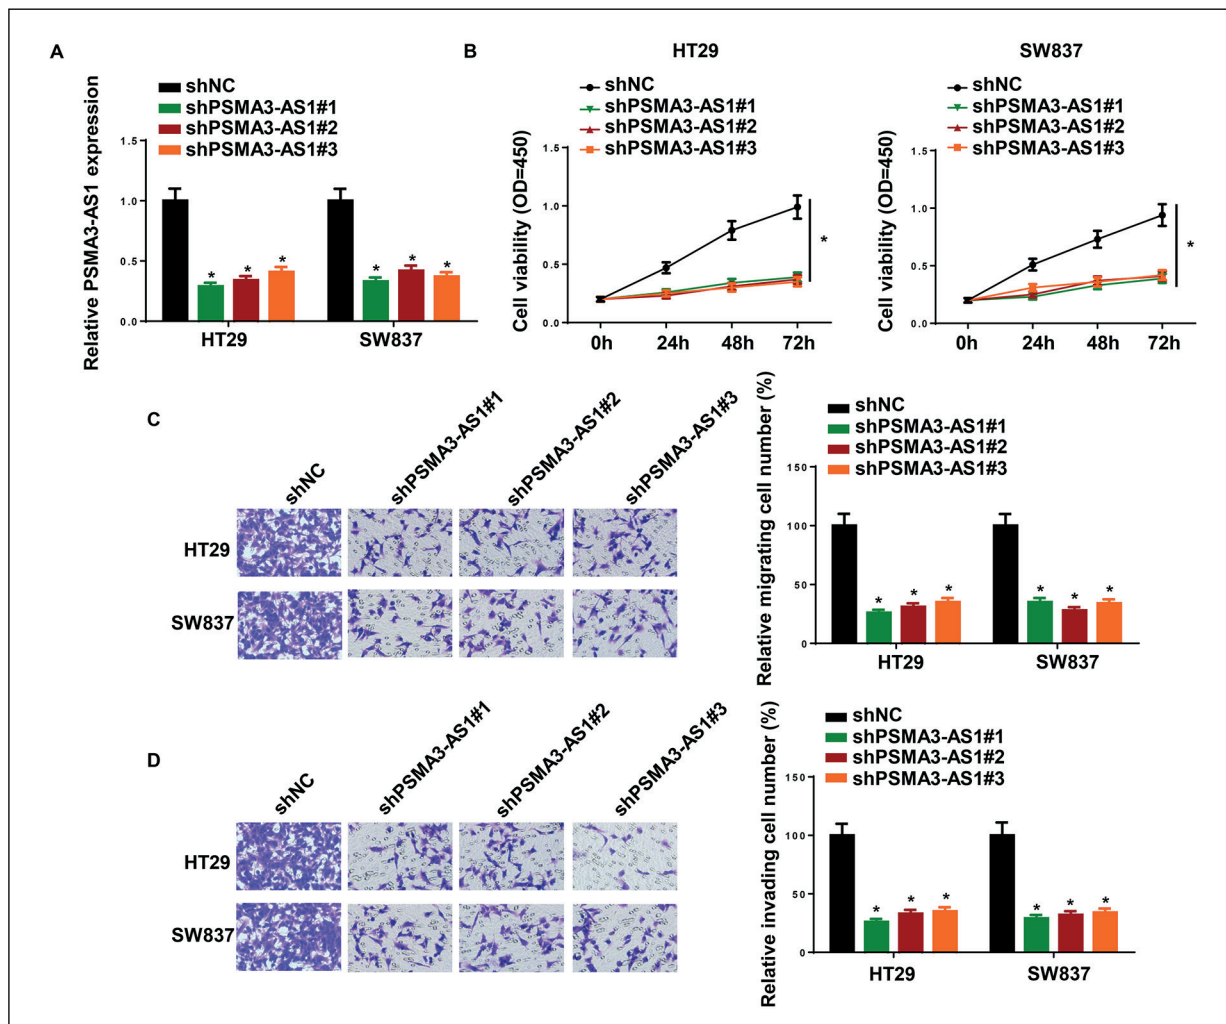 A
shNC
shPSMA3-AS1#1
shPSMA3-AS1#2
shPSMA3-AS1#3
Relative PSMA3-AS1 expression
1.5
1.0
0.5
0.0
* * *
* * *
HT29
SW837
B
HT29
shNC
shPSMA3-AS1#1
shPSMA3-AS1#2
shPSMA3-AS1#3
Cell viability (OD=450)
1.5
1.0
0.5
0.0
*
0h
24h
48h
72h
SW837
shNC
shPSMA3-AS1#1
shPSMA3-AS1#2
shPSMA3-AS1#3
Cell viability (OD=450)
1.5
1.0
0.5
0.0
*
0h
24h
48h
72h
C
shNC
shPSMA3-AS1#1
shPSMA3-AS1#2
shPSMA3-AS1#3
HT29
SW837
shNC
shPSMA3-AS1#1
shPSMA3-AS1#2
shPSMA3-AS1#3
Relative migrating cell number (%)
150
100
50
0
* * *
* * *
HT29
SW837
D
shNC
shPSMA3-AS1#1
shPSMA3-AS1#2
shPSMA3-AS1#3
HT29
SW837
shNC
shPSMA3-AS1#1
shPSMA3-AS1#2
shPSMA3-AS1#3
Relative invading cell number (%)
150
100
50
0
* * *
* * *
HT29
SW837